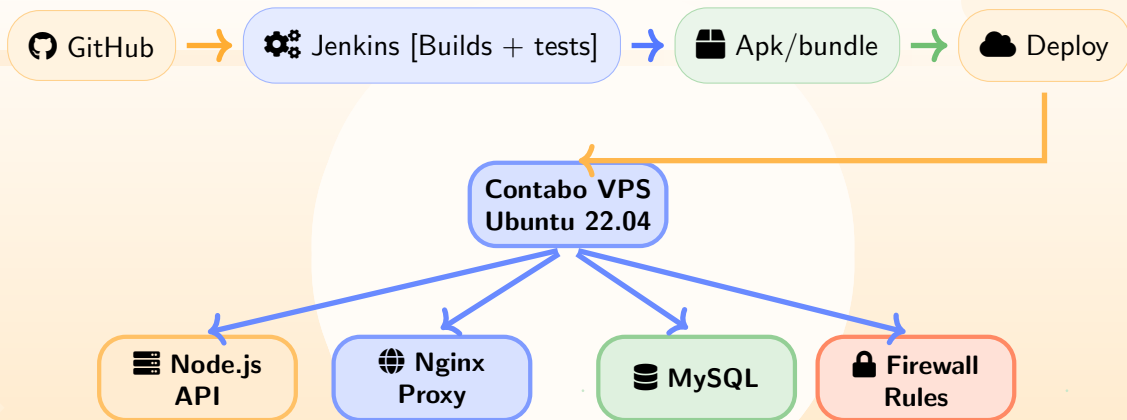 GitHub
Jenkins [Builds + tests]
Apk/bundle
Deploy
Contabo VPS
Ubuntu 22.04
Node.js
API
Nginx
Proxy
MySQL
Firewall
Rules